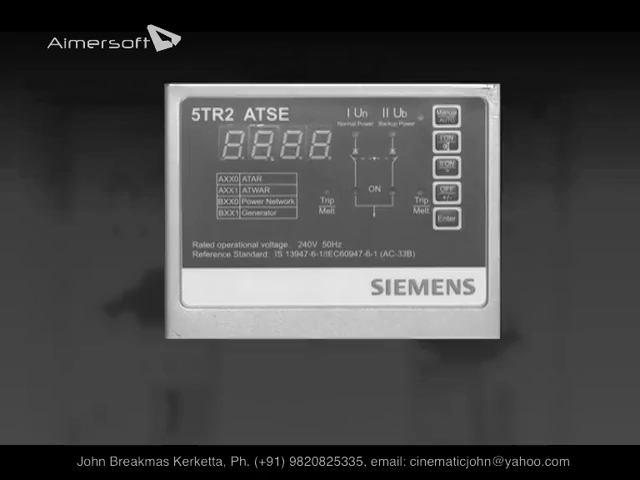 Aimersoft
5TR2 ATSE
I Un II Ub
Normal Power Backup Power
8.8.8.8.
Manual
AUTO
I ON
II ON
OFF
+/-
Enter
AXX0 ATAR
AXX1 ATWAR
BXX0 Power Network
BXX1 Generator
ON
Trip
Melt
Trip
Melt
Rated operational voltage: 240V 50Hz
Reference Standard: IS 13947-6-1/IEC60947-6-1 (AC-33B)
SIEMENS
John Breakmas Kerketta, Ph. (+91) 9820825335, email: cinematicjohn@yahoo.com